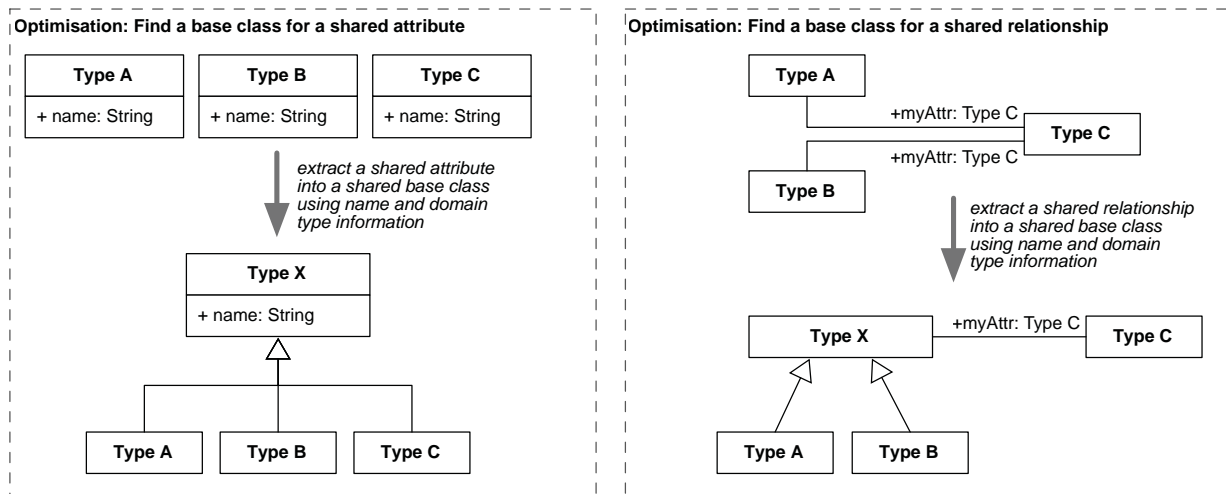 Optimisation: Find a base class for a shared attribute
Type A
Type B
Type C
+ name: String
+ name: String
+ name: String
extract a shared attribute
into a shared base class
using name and domain
type information
Type X
+ name: String
Type A
Type B
Type C
Optimisation: Find a base class for a shared relationship
Type A
+myAttr: Type C
Type C
+myAttr: Type C
Type B
extract a shared relationship
into a shared base class
using name and domain
type information
Type X
+myAttr: Type C
Type C
Type A
Type B